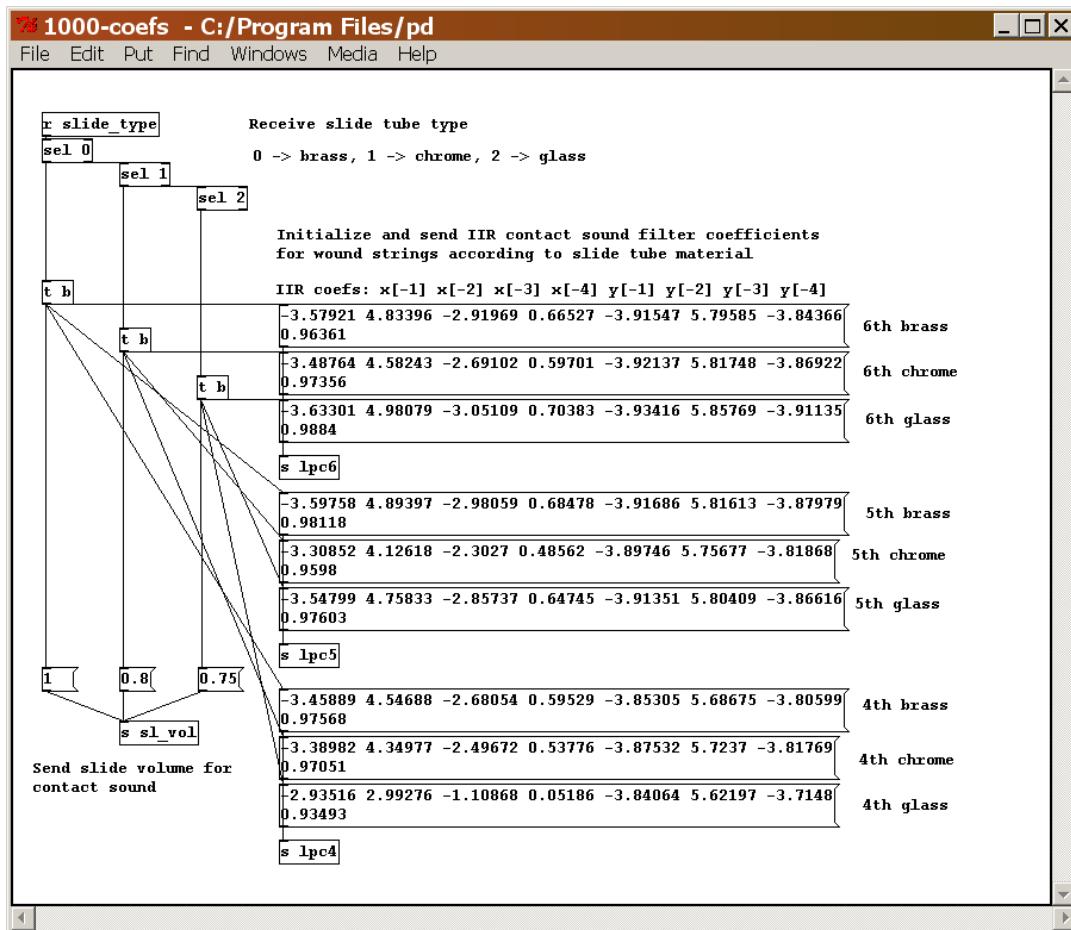 1000-coefs - C:/Program Files/pd
File Edit Put Find Windows Media Help
r slide_type
Receive slide tube type
sel 0
0 -> brass, 1 -> chrome, 2 -> glass
sel 1
sel 2
Initialize and send IIR contact sound filter coefficients
for wound strings according to slide tube material
t b
IIR coefs: x[-1] x[-2] x[-3] x[-4] y[-1] y[-2] y[-3] y[-4]
-3.57921 4.83396 -2.91969 0.66527 -3.91547 5.79585 -3.84366
0.96361
6th brass
t b
-3.48764 4.58243 -2.69102 0.59701 -3.92137 5.81748 -3.86922
0.97356
6th chrome
t b
-3.63301 4.98079 -3.05109 0.70383 -3.93416 5.85769 -3.91135
0.9884
6th glass
s lpc6
-3.59758 4.89397 -2.98059 0.68478 -3.91686 5.81613 -3.87979
0.98118
5th brass
-3.30852 4.12618 -2.3027 0.48562 -3.89746 5.75677 -3.81868
0.9598
5th chrome
-3.54799 4.75833 -2.85737 0.64745 -3.91351 5.80409 -3.86616
0.97603
5th glass
s lpc5
1
0.8
0.75
-3.45889 4.54688 -2.68054 0.59529 -3.85305 5.68675 -3.80599
0.97568
4th brass
s sl_vol
-3.38982 4.34977 -2.49672 0.53776 -3.87532 5.7237 -3.81769
0.97051
4th chrome
Send slide volume for
contact sound
-2.93516 2.99276 -1.10868 0.05186 -3.84064 5.62197 -3.7148
0.93493
4th glass
s lpc4